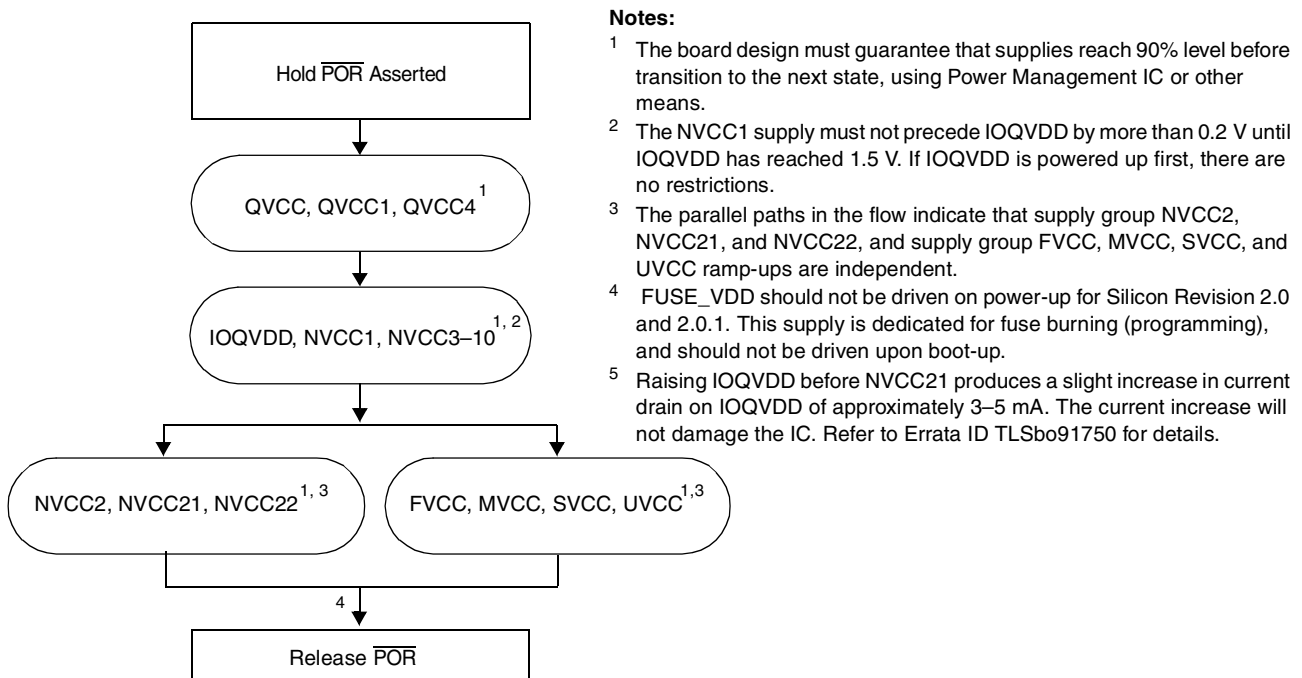 Hold POR Asserted
QVCC, QVCC1, QVCC4 1
IOQVDD, NVCC1, NVCC3–10 1, 2
NVCC2, NVCC21, NVCC22 1, 3
FVCC, MVCC, SVCC, UVCC 1,3
4
Release POR
Notes:
1 The board design must guarantee that supplies reach 90% level before
transition to the next state, using Power Management IC or other
means.
2 The NVCC1 supply must not precede IOQVDD by more than 0.2 V until
IOQVDD has reached 1.5 V. If IOQVDD is powered up first, there are
no restrictions.
3 The parallel paths in the flow indicate that supply group NVCC2,
NVCC21, and NVCC22, and supply group FVCC, MVCC, SVCC, and
UVCC ramp-ups are independent.
4 FUSE_VDD should not be driven on power-up for Silicon Revision 2.0
and 2.0.1. This supply is dedicated for fuse burning (programming),
and should not be driven upon boot-up.
5 Raising IOQVDD before NVCC21 produces a slight increase in current
drain on IOQVDD of approximately 3–5 mA. The current increase will
not damage the IC. Refer to Errata ID TLSbo91750 for details.